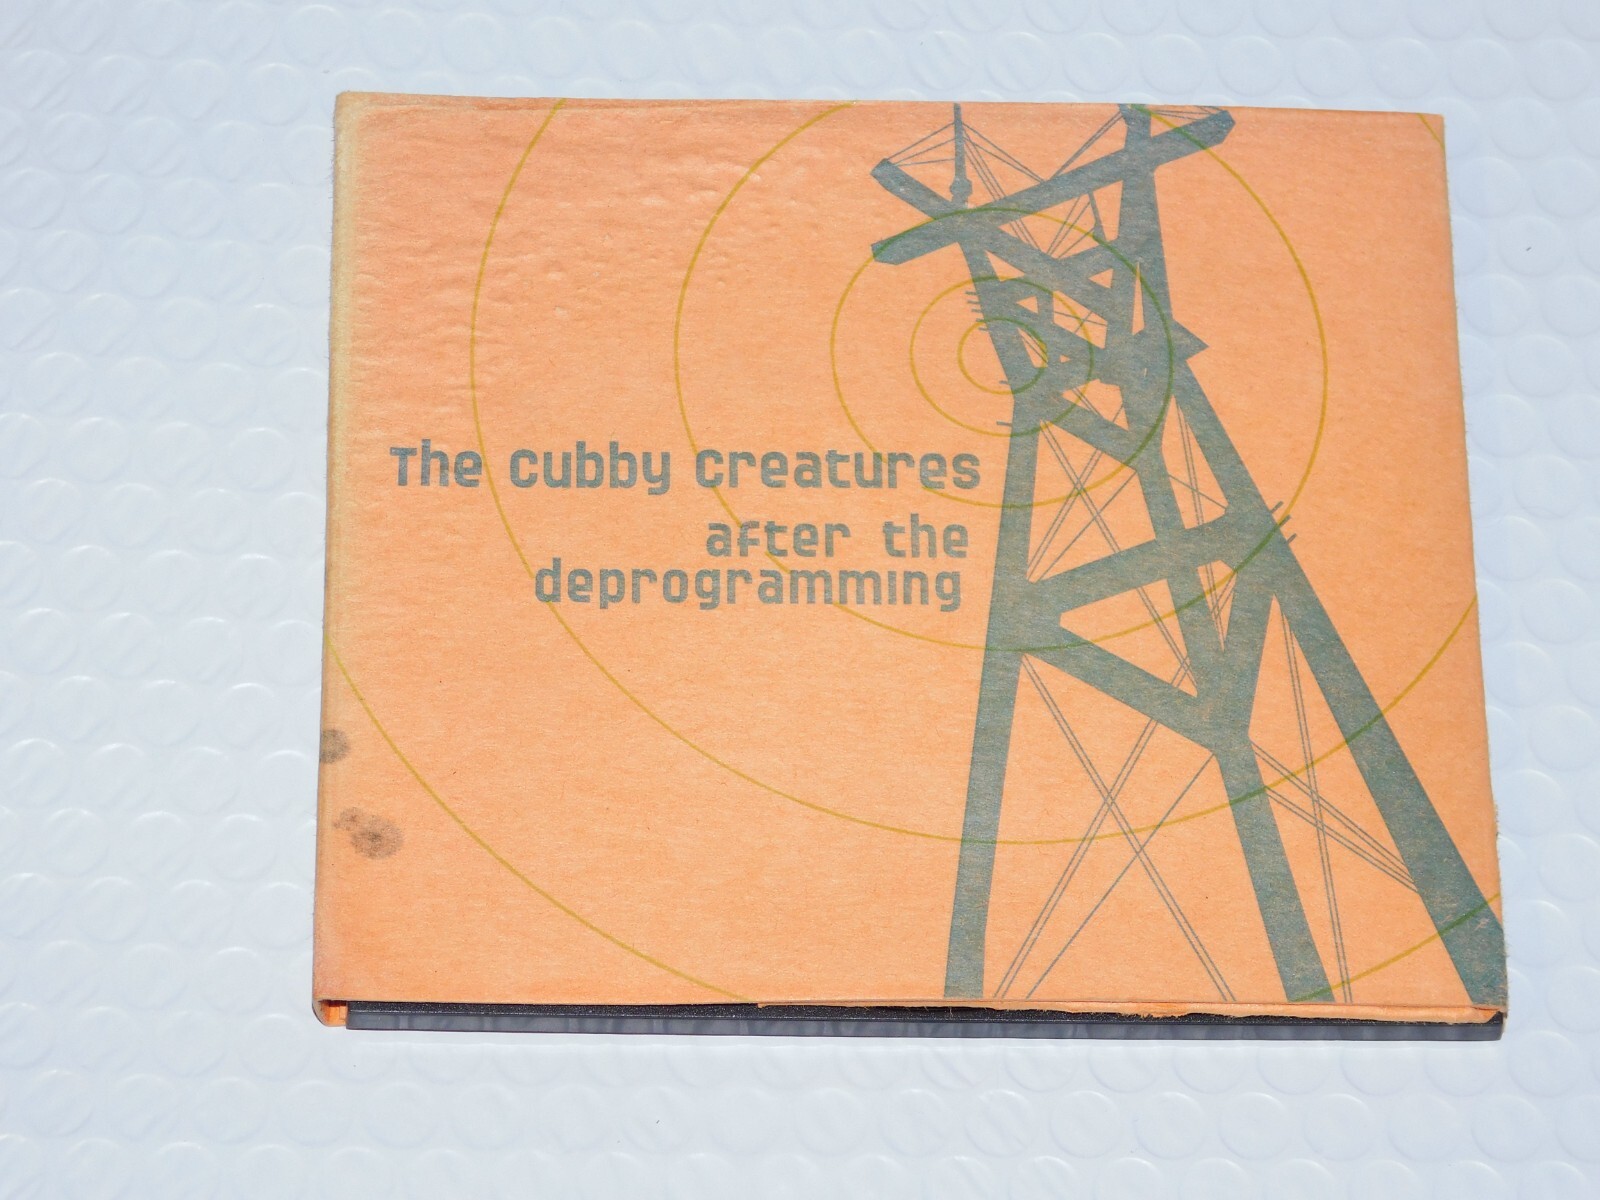 The Cubby Creatures
after the
deprogramming